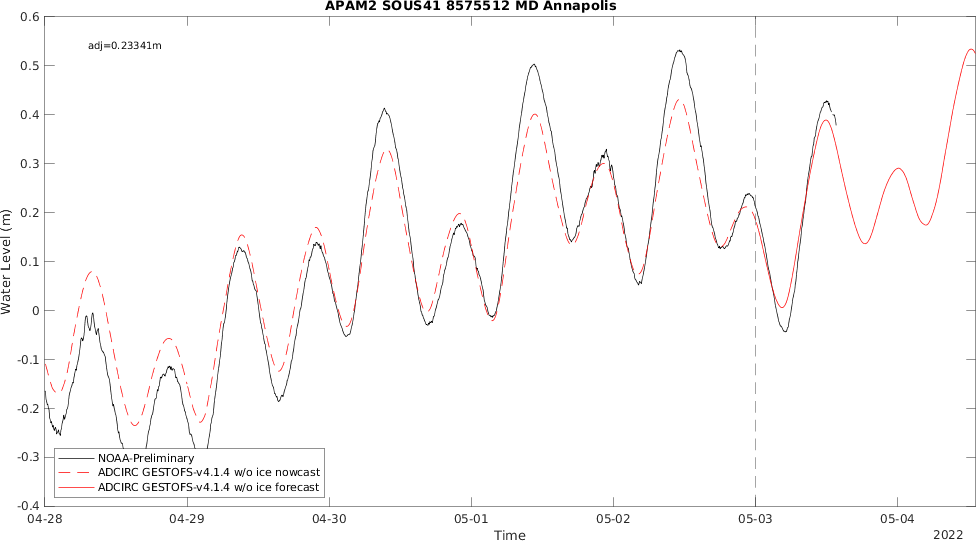 APAM2 SOUS41 8575512 MD Annapolis
adj=0.23341m
0.6
0.5
0.4
0.3
0.2
0.1
0
-0.1
-0.2
-0.3
-0.4
Water Level (m)
NOAA-Preliminary
ADCIRC GESTOFS-v4.1.4 w/o ice nowcast
ADCIRC GESTOFS-v4.1.4 w/o ice forecast
04-28 04-29 04-30 05-01 05-02 05-03 05-04
Time
2022